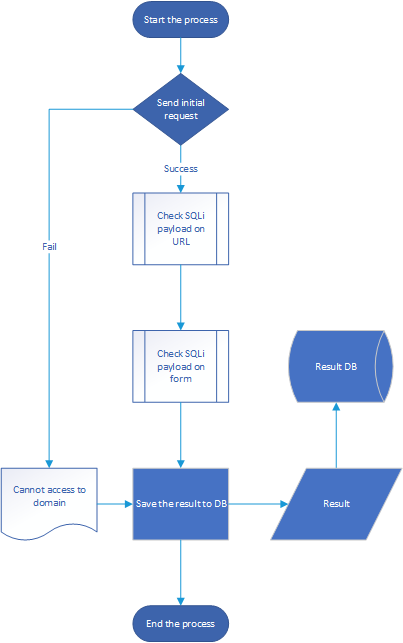 Start the process
Send initial
request
Success
Check SQLi
payload on
URL
Fail
Check SQLi
payload on
form
Result DB
Cannot access to
domain
Save the result to DB
Result
End the process